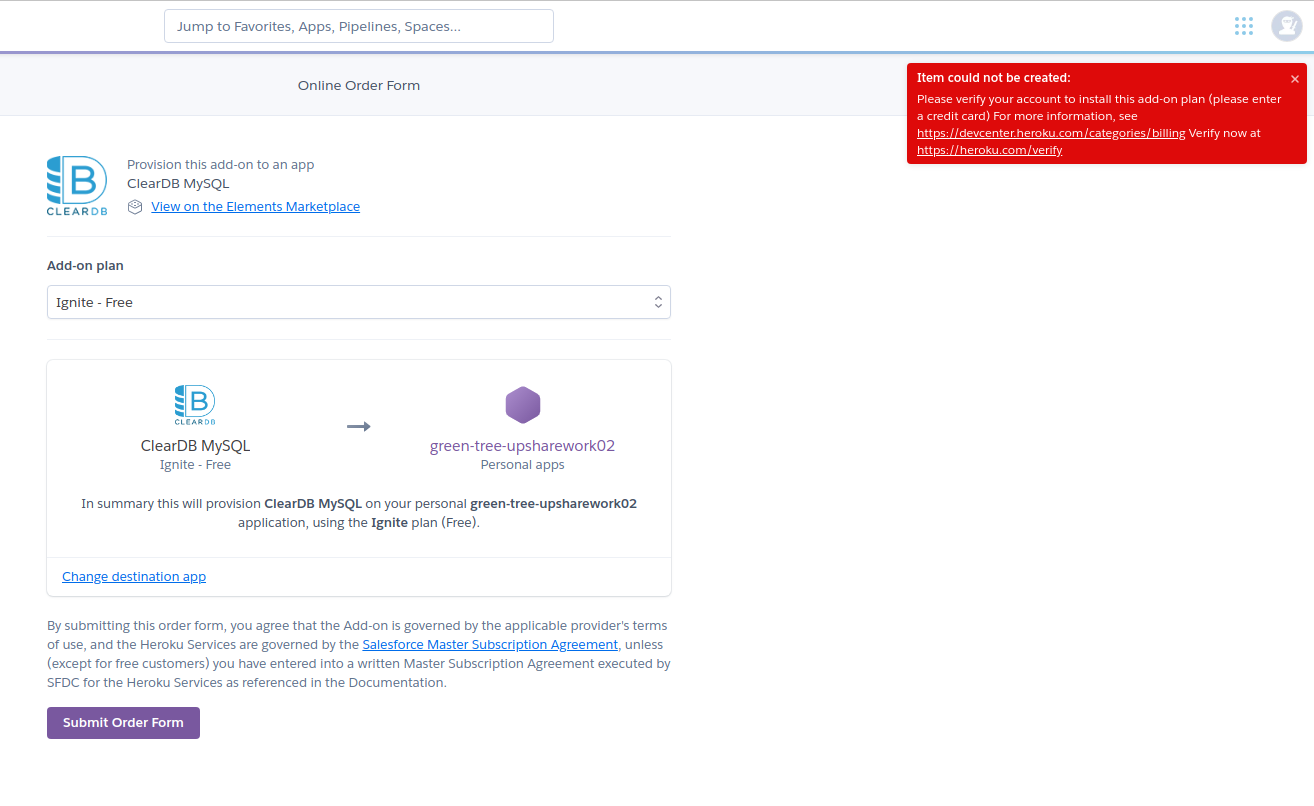 Jump to Favorites, Apps, Pipelines, Spaces...
Online Order Form
Item could not be created:
Please verify your account to install this add-on plan (please enter
a credit card) For more information, see
https://devcenter.heroku.com/categories/billing Verify now at
https://heroku.com/verify
B
CLEARDB
Provision this add-on to an app
ClearDB MySQL
View on the Elements Marketplace
Add-on plan
Ignite - Free
B
CLEARDB
ClearDB MySQL
Ignite - Free
green-tree-upsharework02
Personal apps
In summary this will provision ClearDB MySQL on your personal green-tree-upsharework02
application, using the Ignite plan (Free).
Change destination app
By submitting this order form, you agree that the Add-on is governed by the applicable provider's terms
of use, and the Heroku Services are governed by the Salesforce Master Subscription Agreement, unless
(except for free customers) you have entered into a written Master Subscription Agreement executed by
SFDC for the Heroku Services as referenced in the Documentation.
Submit Order Form